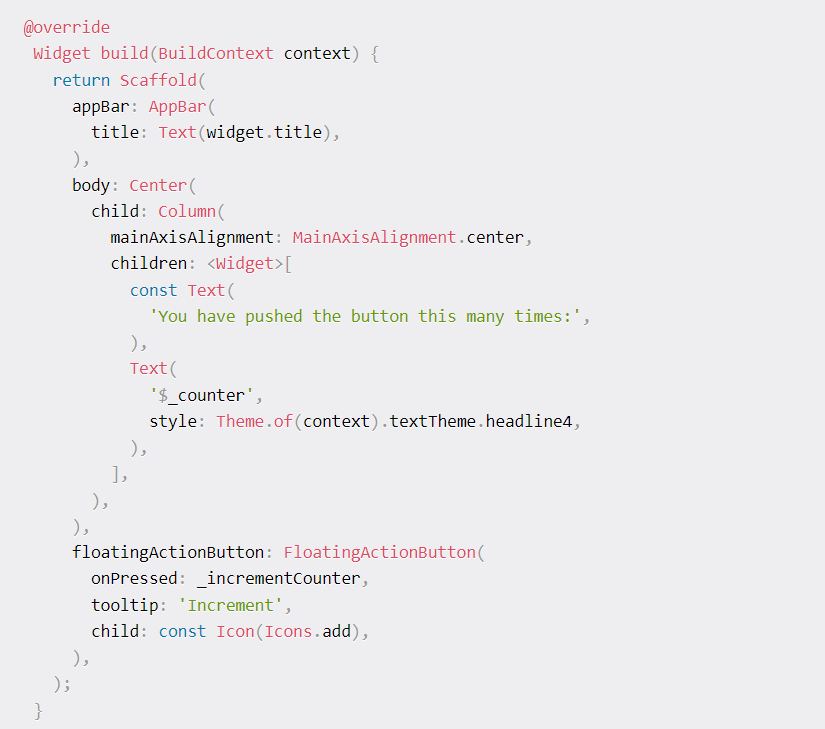 @override
 Widget build(BuildContext context) {
   return Scaffold(
     appBar: AppBar(
       title: Text(widget.title),
     ),
     body: Center(
       child: Column(
         mainAxisAlignment: MainAxisAlignment.center,
         children: <Widget>[
           const Text(
             'You have pushed the button this many times:',
           ),
           Text(
             '$_counter',
             style: Theme.of(context).textTheme.headline4,
           ),
         ],
       ),
     ),
     floatingActionButton: FloatingActionButton(
       onPressed: _incrementCounter,
       tooltip: 'Increment',
       child: const Icon(Icons.add),
     ),
   );
 }